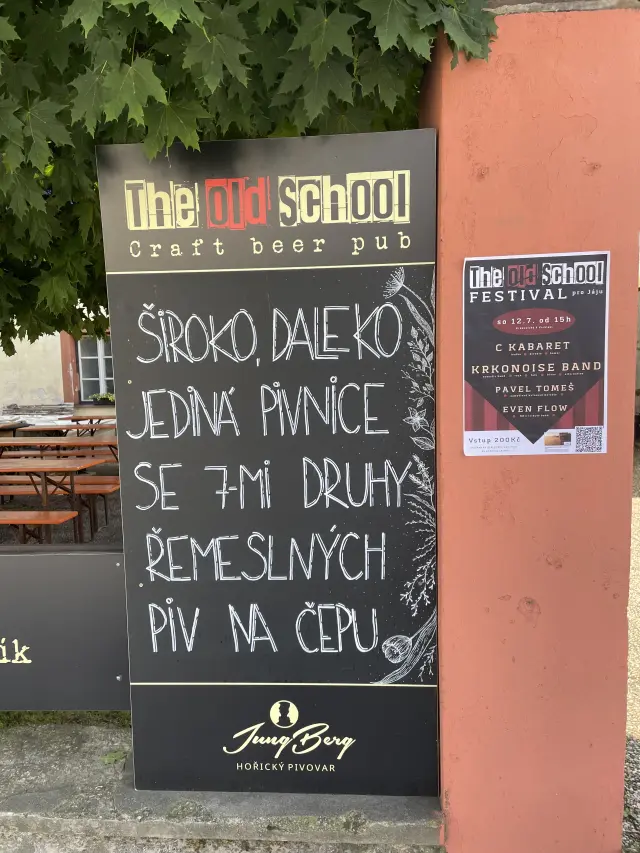 The old School
Craft beer pub
ŠIROKO, DALEKO
JEDINÁ PIVNICE
SE 7-MI DRUHY
ŘEMESLNÝCH
PIV NA ČEPU
JungBerg
HOŘICKÝ PIVOVAR
ík
The Old School
FESTIVAL pro Jáju
so 12.7. od 15h
C KABARET
KRKONOISE BAND
PAVEL TOMEŠ
EVEN FLOW
Vstup 200Kč